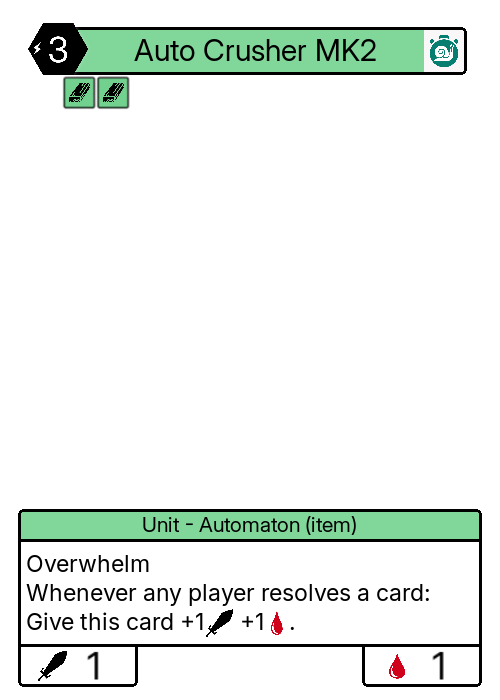 3
Auto Crusher MK2
Unit - Automaton (item)
Overwhelm
Whenever any player resolves a card:
Give this card +1 +1 .
1
1